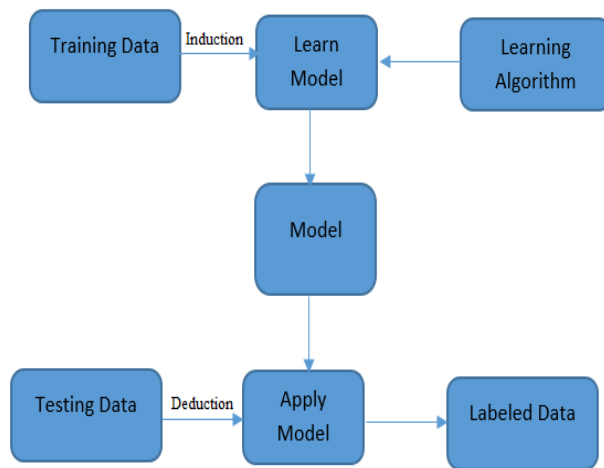 Training Data
Induction
Learn
Model
Learning
Algorithm
Model
Testing Data
Deduction
Apply
Model
Labeled Data